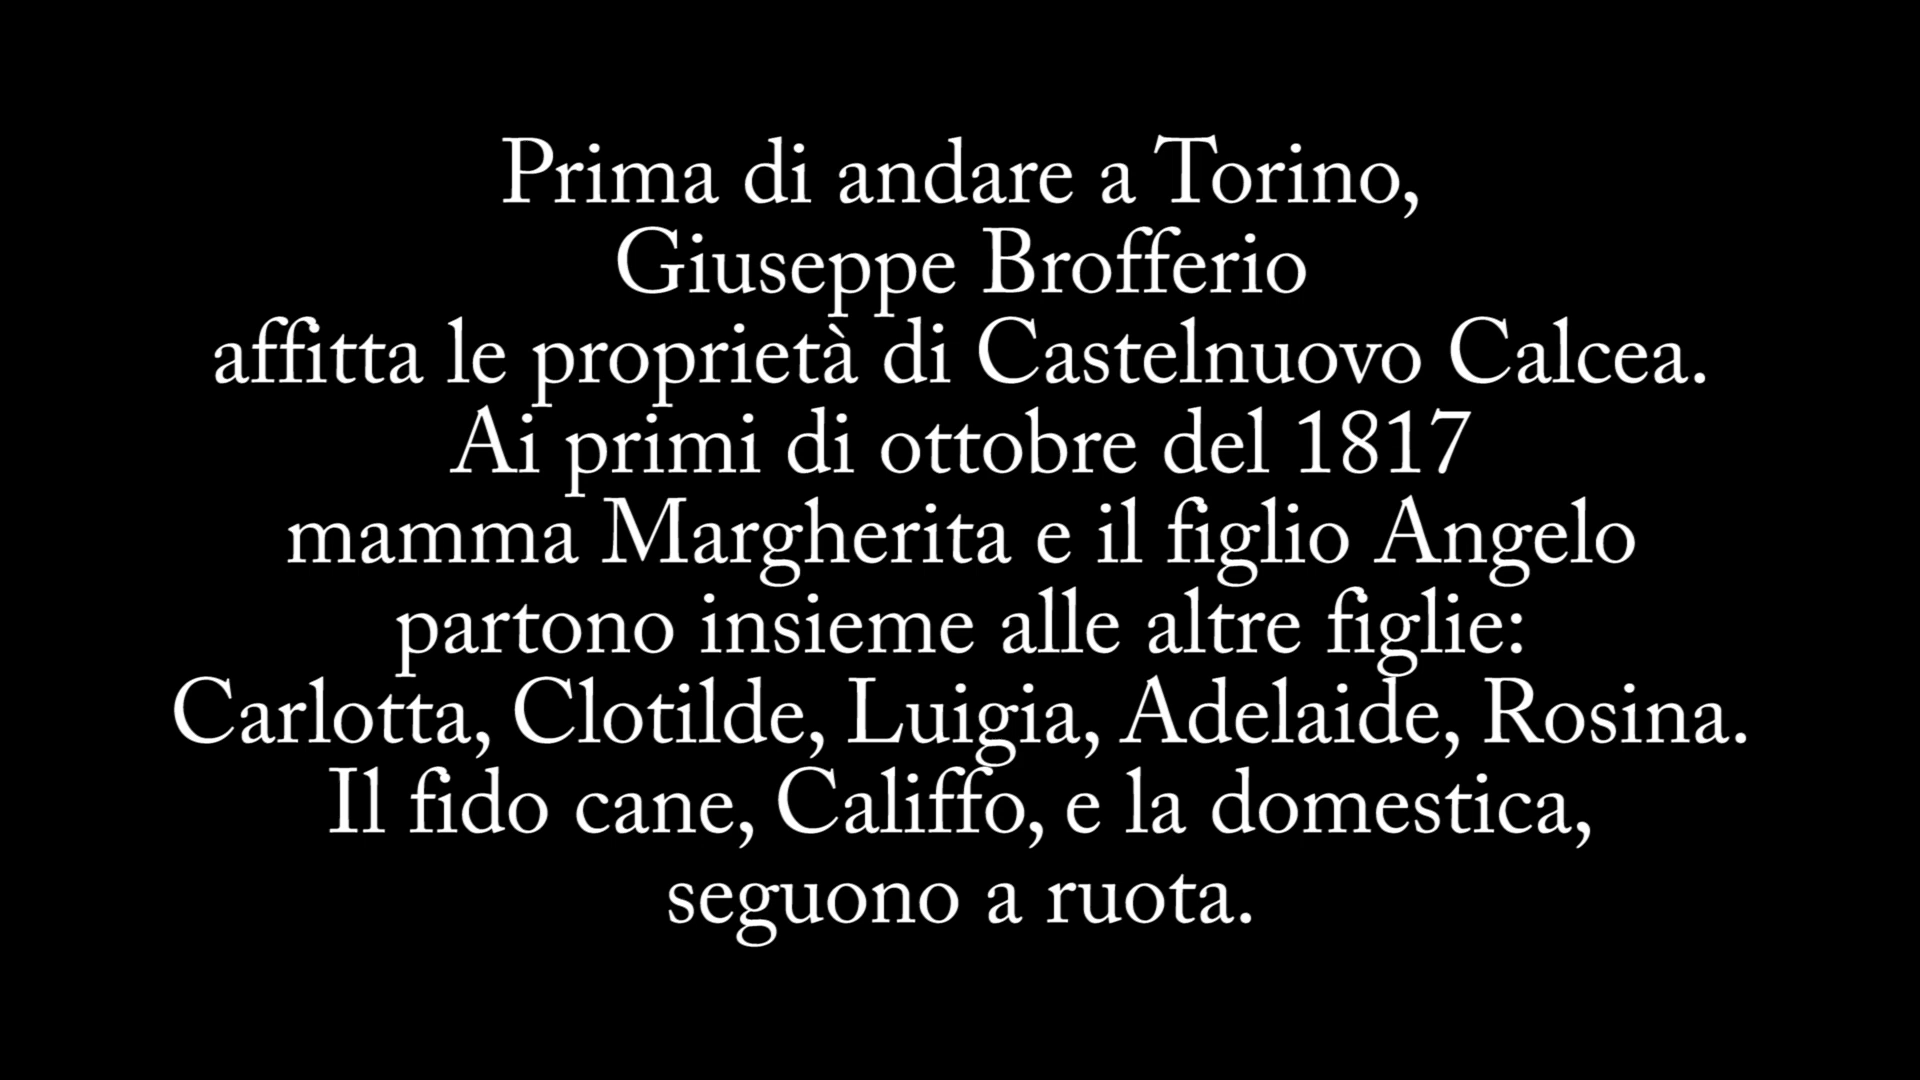 Prima di andare a Torino,
Giuseppe Brofferio
affitta le proprietà di Castelnuovo Calcea.
Ai primi di ottobre del 1817
mamma Margherita e il figlio Angelo
partono insieme alle altre figlie:
Carlotta, Clotilde, Luigia, Adelaide, Rosina.
Il fido cane, Califfo, e la domestica,
seguono a ruota.